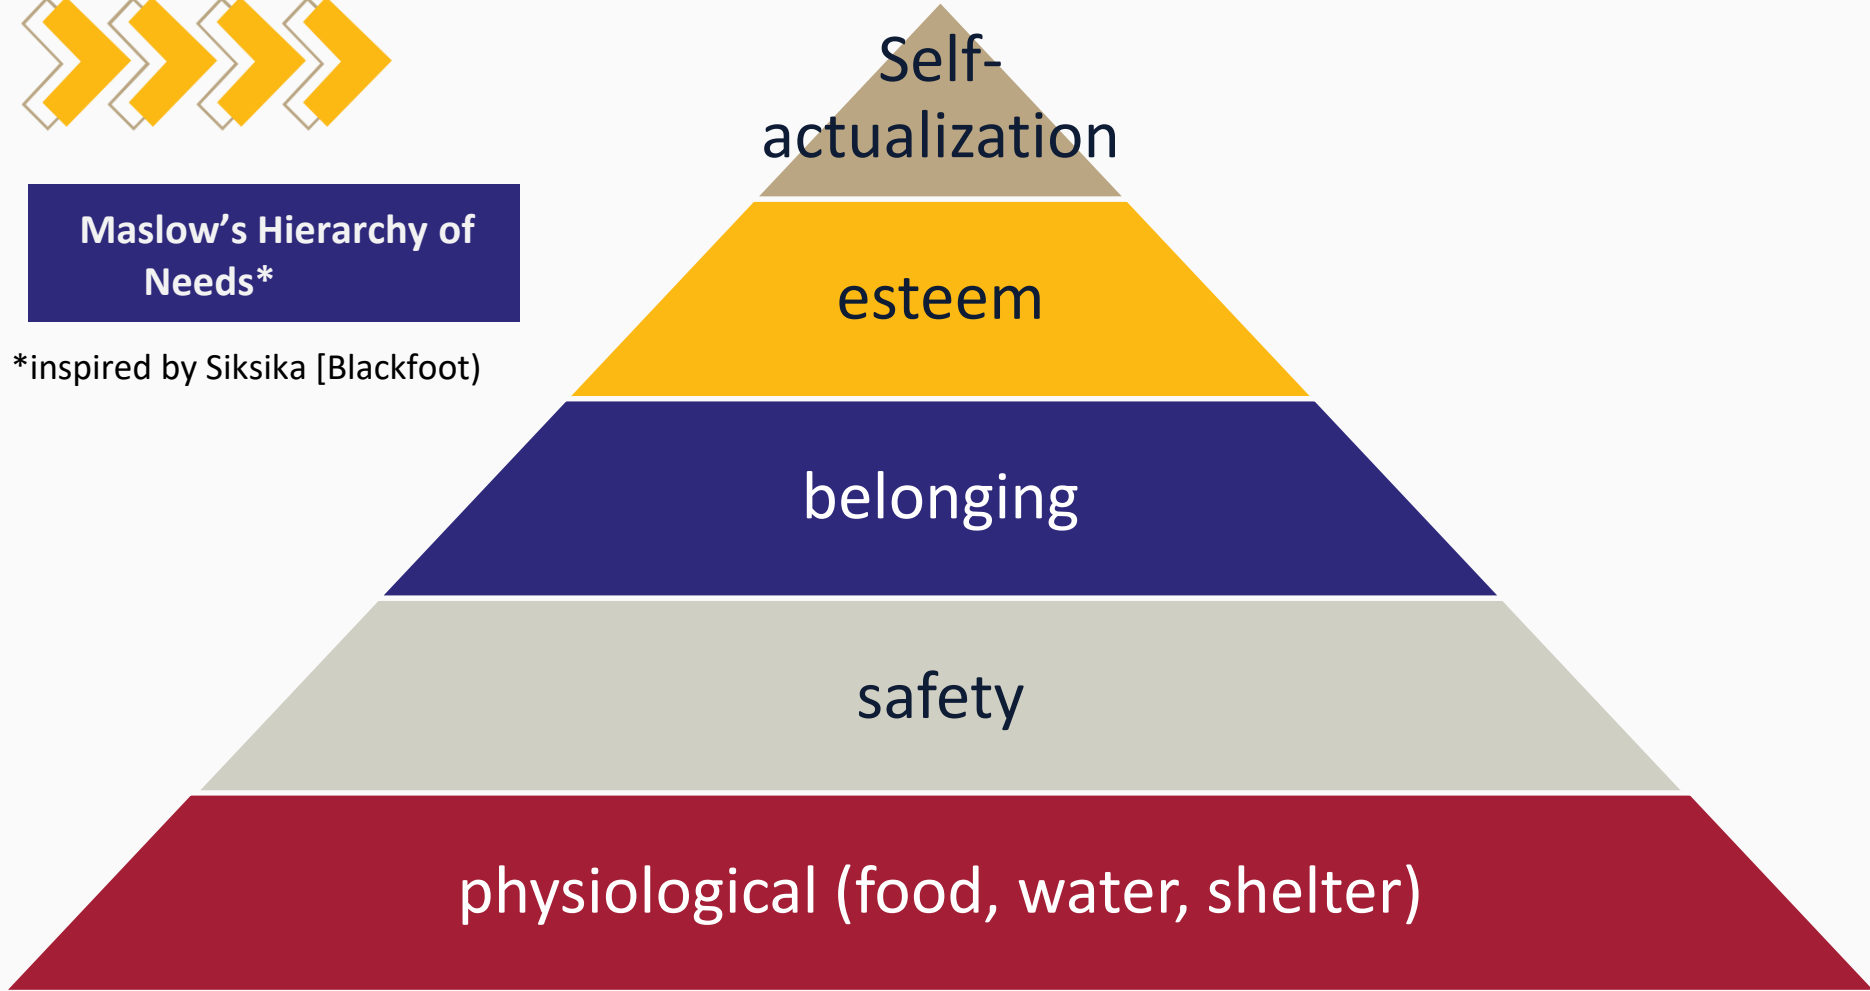 Maslow’s Hierarchy of
Needs*
*inspired by Siksika [Blackfoot)
Self-
actualization
esteem
belonging
safety
physiological (food, water, shelter)